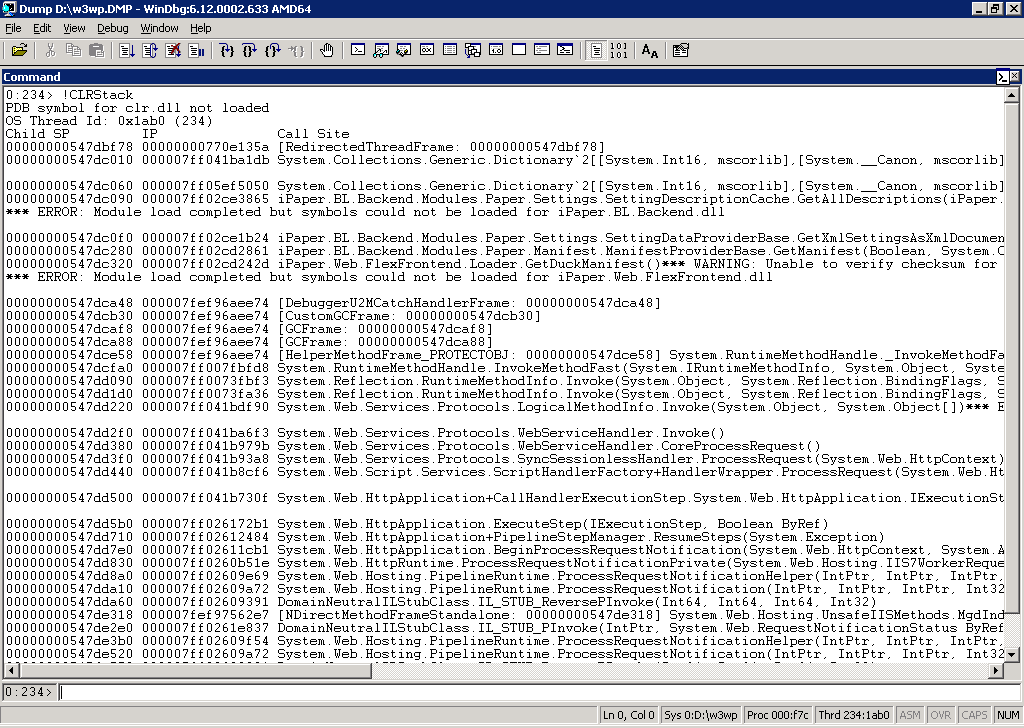 Dump D:\w3wp.DMP - WinDbg:6.12.0002.633 AMD64
File Edit View Debug Window Help
Command
0:234> !CLRStack
PDB symbol for clr.dll not loaded
OS Thread Id: 0x1ab0 (234)
Child SP IP Call Site
00000000547dbf78 00000000770e135a [RedirectedThreadFrame: 00000000547dbf78]
00000000547dc010 000007ff041ba1db System.Collections.Generic.Dictionary`2[[System.Int16, mscorlib],[System.__Canon, mscorlib]
00000000547dc060 000007ff05ef5050 System.Collections.Generic.Dictionary`2[[System.Int16, mscorlib],[System.__Canon, mscorlib]
00000000547dc090 000007ff02ce3865 iPaper.BL.Backend.Modules.Paper.Settings.SettingDescriptionCache.GetAllDescriptions(iPaper.
*** ERROR: Module load completed but symbols could not be loaded for iPaper.BL.Backend.dll
00000000547dc0f0 000007ff02ce1b24 iPaper.BL.Backend.Modules.Paper.Settings.SettingDataProviderBase.GetXmlSettingsAsXmlDocumen
00000000547dc280 000007ff02cd2861 iPaper.BL.Backend.Modules.Paper.Manifest.ManifestProviderBase.GetManifest(Boolean, System.C
00000000547dc320 000007ff02cd242d iPaper.Web.FlexFrontend.Loader.GetDuckManifest()*** WARNING: Unable to verify checksum for
*** ERROR: Module load completed but symbols could not be loaded for iPaper.Web.FlexFrontend.dll
00000000547dca48 000007fef96aee74 [DebuggerU2MCatchHandlerFrame: 00000000547dca48]
00000000547dcb30 000007fef96aee74 [CustomGCFrame: 00000000547dcb30]
00000000547dcaf8 000007fef96aee74 [GCFrame: 00000000547dcaf8]
00000000547dca88 000007fef96aee74 [GCFrame: 00000000547dca88]
00000000547dce58 000007fef96aee74 [HelperMethodFrame_PROTECTOBJ: 00000000547dce58] System.RuntimeMethodHandle._InvokeMethodFa
00000000547dcfa0 000007ff007fbfd8 System.RuntimeMethodHandle.InvokeMethodFast(System.IRuntimeMethodInfo, System.Object, Syste
00000000547dd090 000007ff0073fbf3 System.Reflection.RuntimeMethodInfo.Invoke(System.Object, System.Reflection.BindingFlags, S
00000000547dd1d0 000007ff0073fa36 System.Reflection.RuntimeMethodInfo.Invoke(System.Object, System.Reflection.BindingFlags, S
00000000547dd220 000007ff041bdf90 System.Web.Services.Protocols.LogicalMethodInfo.Invoke(System.Object, System.Object[])*** E
00000000547dd2f0 000007ff041ba6f3 System.Web.Services.Protocols.WebServiceHandler.Invoke()
00000000547dd380 000007ff041b979b System.Web.Services.Protocols.WebServiceHandler.CoreProcessRequest()
00000000547dd3f0 000007ff041b93a8 System.Web.Services.Protocols.SyncSessionlessHandler.ProcessRequest(System.Web.HttpContext)
00000000547dd440 000007ff041b8cf6 System.Web.Script.Services.ScriptHandlerFactory+HandlerWrapper.ProcessRequest(System.Web.Ht
00000000547dd500 000007ff041b730f System.Web.HttpApplication+CallHandlerExecutionStep.System.Web.HttpApplication.IExecutionSt
00000000547dd5b0 000007ff026172b1 System.Web.HttpApplication.ExecuteStep(IExecutionStep, Boolean ByRef)
00000000547dd710 000007ff02612484 System.Web.HttpApplication+PipelineStepManager.ResumeSteps(System.Exception)
00000000547dd7e0 000007ff02611cb1 System.Web.HttpApplication.BeginProcessRequestNotification(System.Web.HttpContext, System.A
00000000547dd830 000007ff0260b51e System.Web.HttpRuntime.ProcessRequestNotificationPrivate(System.Web.Hosting.IIS7WorkerReque
00000000547dd8a0 000007ff02609e69 System.Web.Hosting.PipelineRuntime.ProcessRequestNotificationHelper(IntPtr, IntPtr, IntPtr,
00000000547dda10 000007ff02609a72 System.Web.Hosting.PipelineRuntime.ProcessRequestNotification(IntPtr, IntPtr, IntPtr, Int32
00000000547dda60 000007ff02609391 DomainNeutralILStubClass.IL_STUB_ReversePInvoke(Int64, Int64, Int64, Int32)
00000000547de318 000007fef97562e7 [NDirectMethodFrameStandalone: 00000000547de318] System.Web.Hosting.UnsafeIISMethods.MgdInd
00000000547de2e0 000007ff0261e837 DomainNeutralILStubClass.IL_STUB_PInvoke(IntPtr, System.Web.RequestNotificationStatus ByRef
00000000547de3b0 000007ff02609f54 System.Web.Hosting.PipelineRuntime.ProcessRequestNotificationHelper(IntPtr, IntPtr, IntPtr,
00000000547de520 000007ff02609a72 System.Web.Hosting.PipelineRuntime.ProcessRequestNotification(IntPtr, IntPtr, IntPtr, Int32
0:234>
Ln 0, Col 0 Sys 0:D:\w3wp Proc 000:f7c Thrd 234:1ab0 ASM OVR CAPS NUM